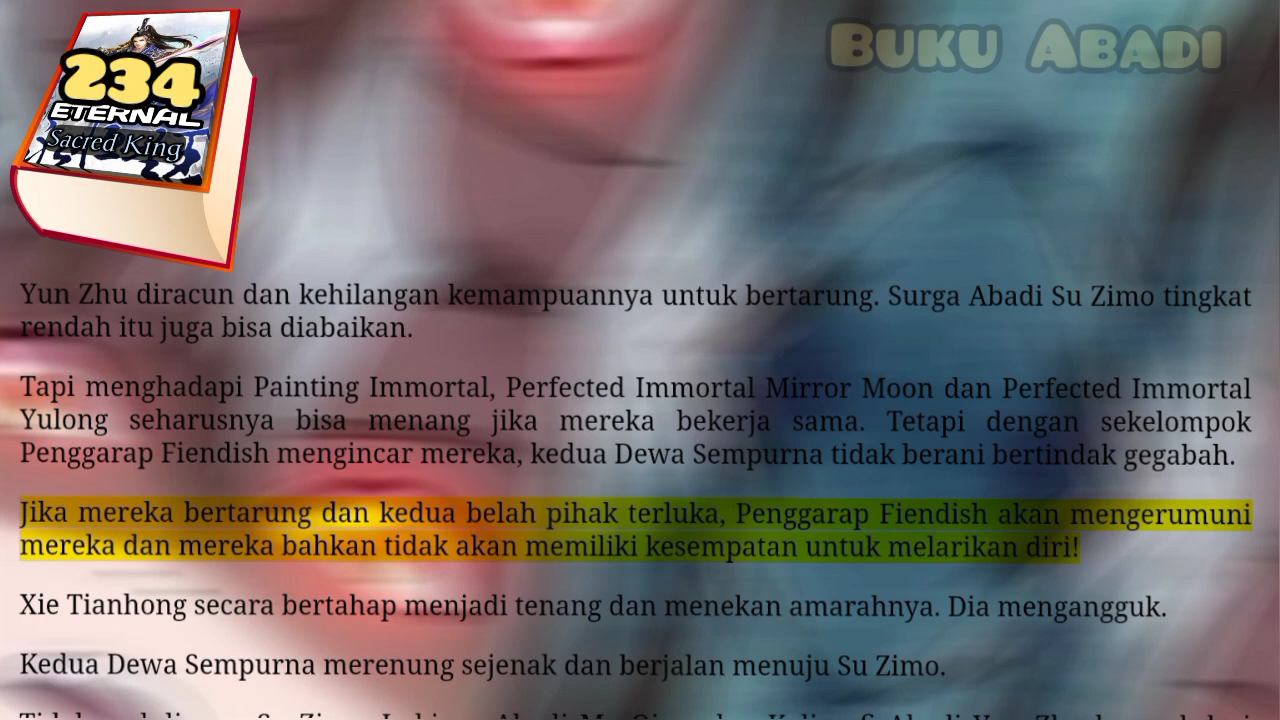 Buku Abadi
234
ETERNAL
Sacred King
Yun Zhu diracun dan kehilangan kemampuannya untuk bertarung. Surga Abadi Su Zimo tingkat
rendah itu juga bisa diabaikan.
Tapi menghadapi Painting Immortal, Perfected Immortal Mirror Moon dan Perfected Immortal
Yulong seharusnya bisa menang jika mereka bekerja sama. Tetapi dengan sekelompok
Penggarap Fiendish mengincar mereka, kedua Dewa Sempurna tidak berani bertindak gegabah.
Jika mereka bertarung dan kedua belah pihak terluka, Penggarap Fiendish akan mengerumuni
mereka dan mereka bahkan tidak akan memiliki kesempatan untuk melarikan diri!
Xie Tianhong secara bertahap menjadi tenang dan menekan amarahnya. Dia mengangguk.
Kedua Dewa Sempurna merenung sejenak dan berjalan menuju Su Zimo.